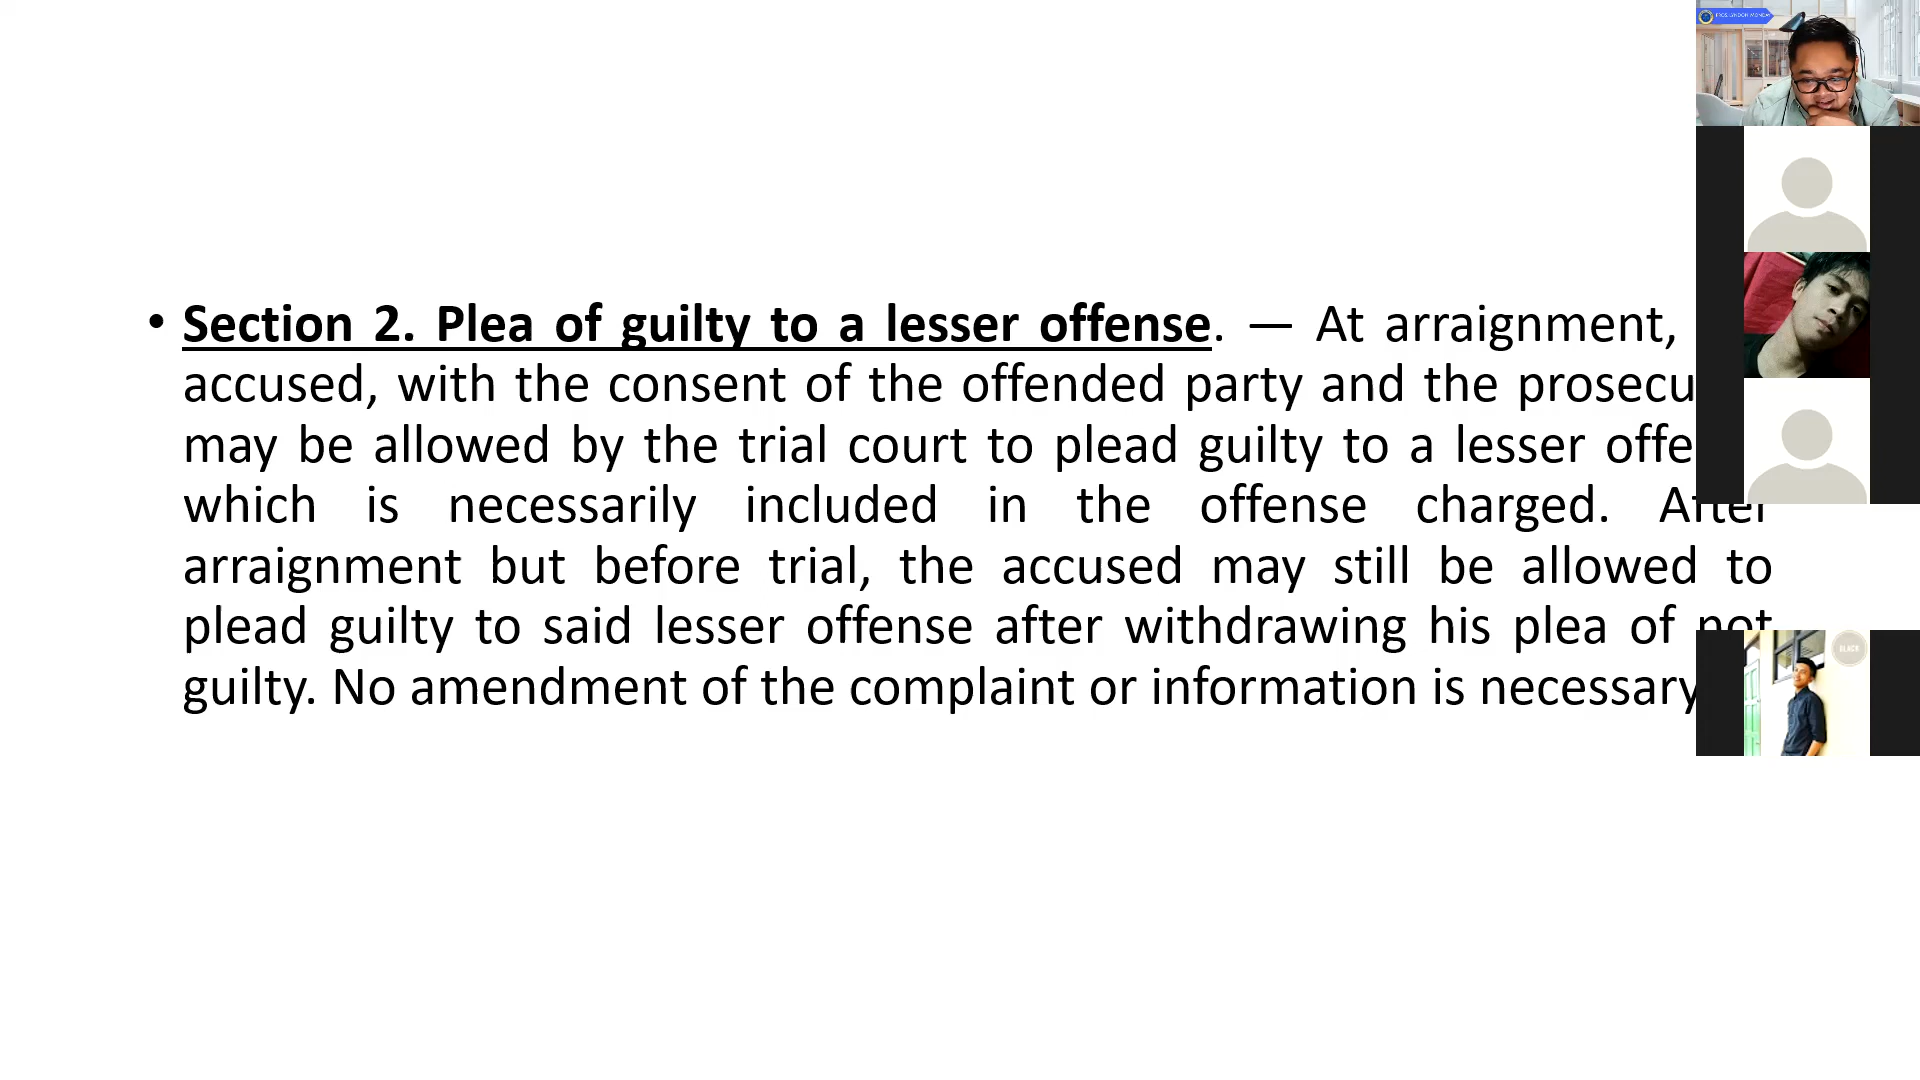 • Section 2. Plea of guilty to a lesser offense. — At arraignment,
accused, with the consent of the offended party and the
may be allowed by the trial court to plead guilty to a lesser
which is necessarily included in the offense charged. After
arraignment but before trial, the accused may still be allowed to
plead guilty to said lesser offense after withdrawing his plea of not
guilty. No amendment of the complaint or information is necessary
BLACK